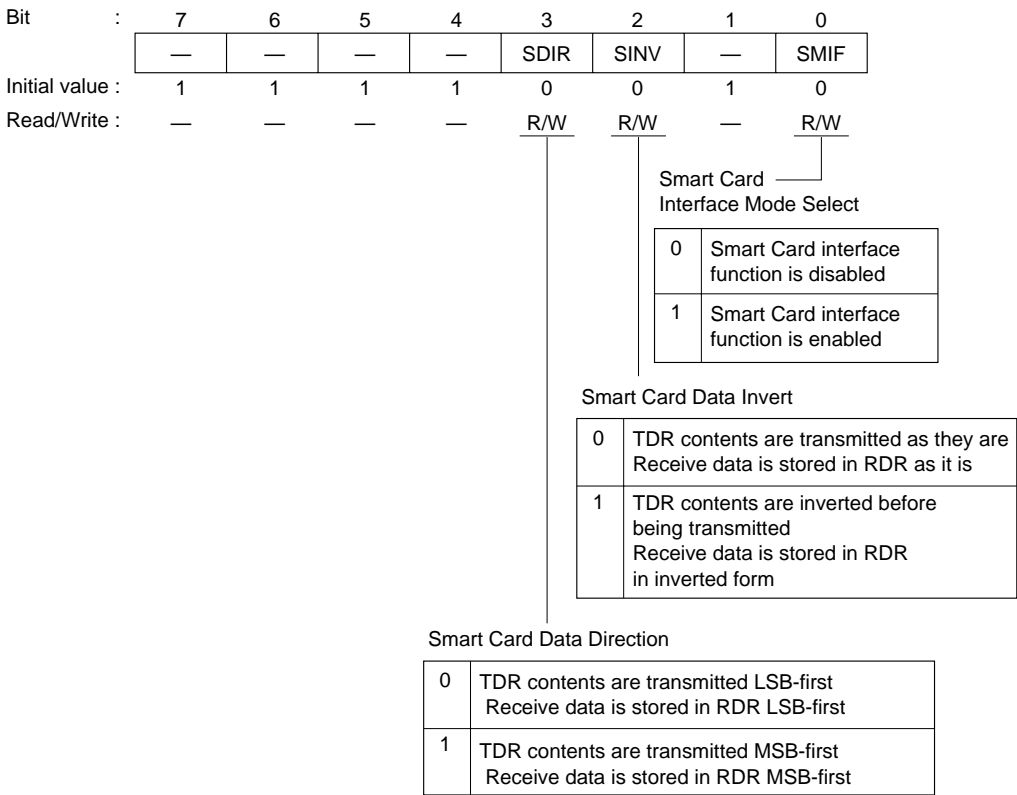 Bit : 7 6 5 4 3 2 1 0
— — — — SDIR SINV — SMIF
Initial value : 1 1 1 1 0 0 1 0
Read/Write : — — — — R/W R/W — R/W
Smart Card
Interface Mode Select
0 Smart Card interface
function is disabled
1 Smart Card interface
function is enabled
Smart Card Data Invert
0 TDR contents are transmitted as they are
Receive data is stored in RDR as it is
1 TDR contents are inverted before
being transmitted
Receive data is stored in RDR
in inverted form
Smart Card Data Direction
0 TDR contents are transmitted LSB-first
Receive data is stored in RDR LSB-first
1 TDR contents are transmitted MSB-first
Receive data is stored in RDR MSB-first